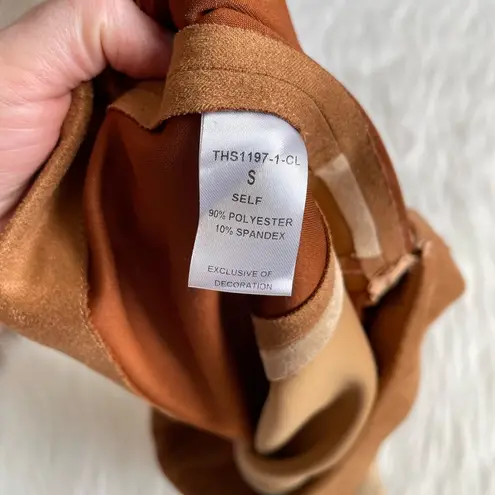 THS1197-1-CL
S
SELF
90% POLYESTER
10% SPANDEX
EXCLUSIVE OF
DECORATION